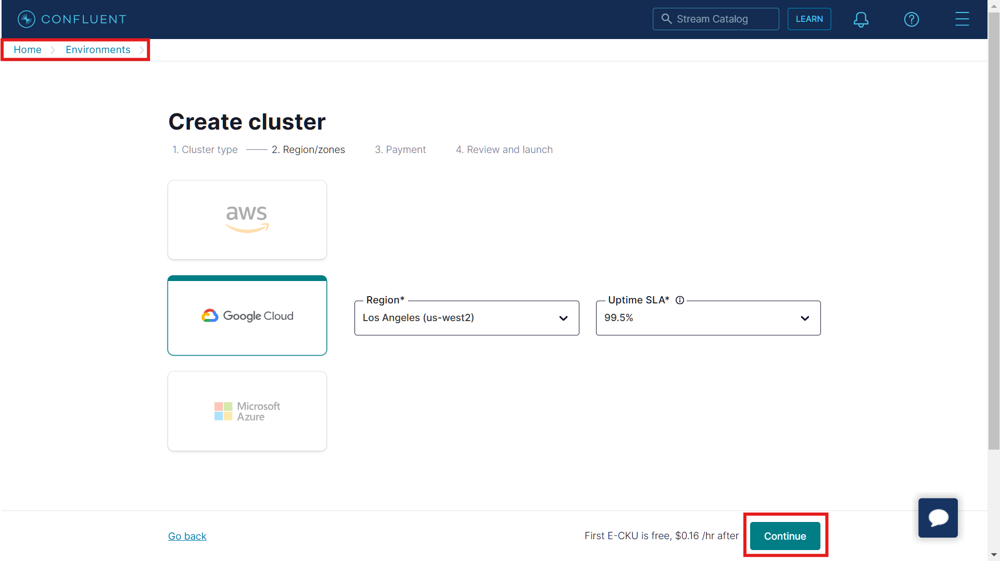 CONFLUENT
Stream Catalog
LEARN
Home
Environments
Create cluster
1. Cluster type
2. Region/zones
3. Payment
4. Review and launch
aws
Google Cloud
Region*
Los Angeles (us-west2)
Uptime SLA*
99.5%
Microsoft
Azure
Go back
First E-CKU is free, $0.16 /hr after
Continue